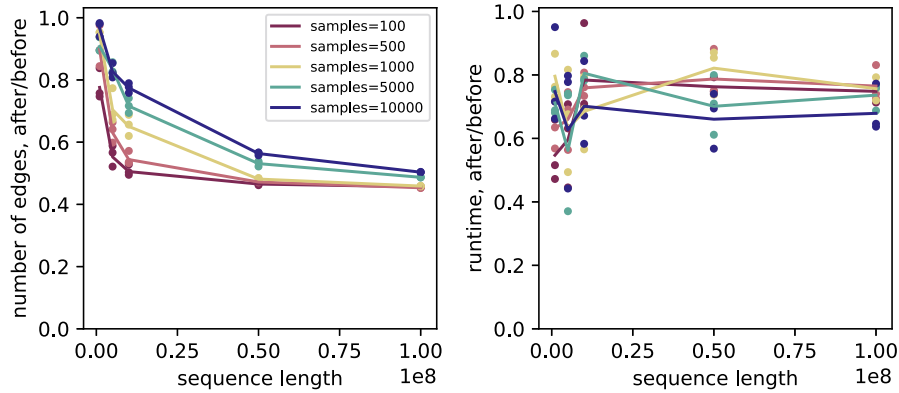 number of edges, after/before
1.0
0.8
0.6
0.4
0.2
0.0
samples=100
samples=500
samples=1000
samples=5000
samples=10000
0.00 0.25 0.50 0.75 1.00
1e8
sequence length
runtime, after/before
1.0
0.8
0.6
0.4
0.2
0.0
0.00 0.25 0.50 0.75 1.00
1e8
sequence length